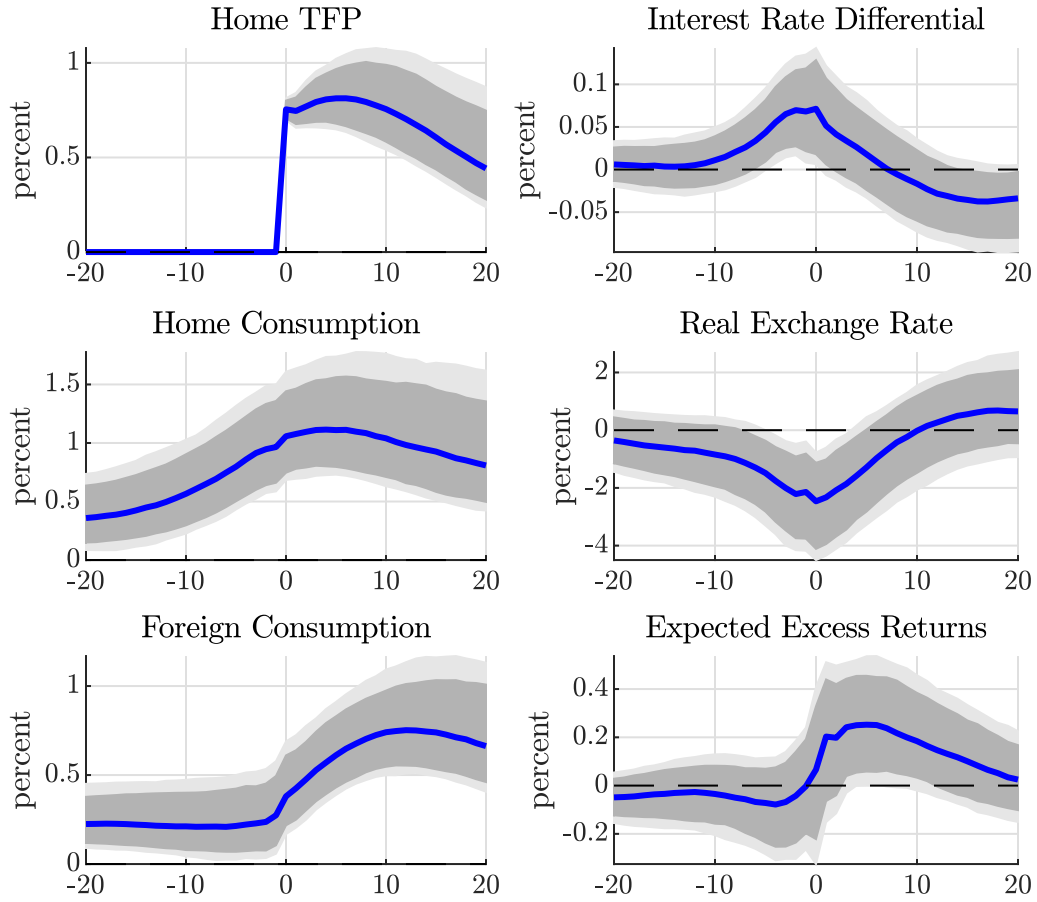 Home TFP
percent
1
0.5
0
-20 -10 0 10 20
Interest Rate Differential
percent
0.1
0.05
0
-0.05
-20 -10 0 10 20
Home Consumption
percent
1.5
1
0.5
0
-20 -10 0 10 20
Real Exchange Rate
percent
2
0
-2
-4
-20 -10 0 10 20
Foreign Consumption
percent
1
0.5
0
-20 -10 0 10 20
Expected Excess Returns
percent
0.4
0.2
0
-0.2
-20 -10 0 10 20